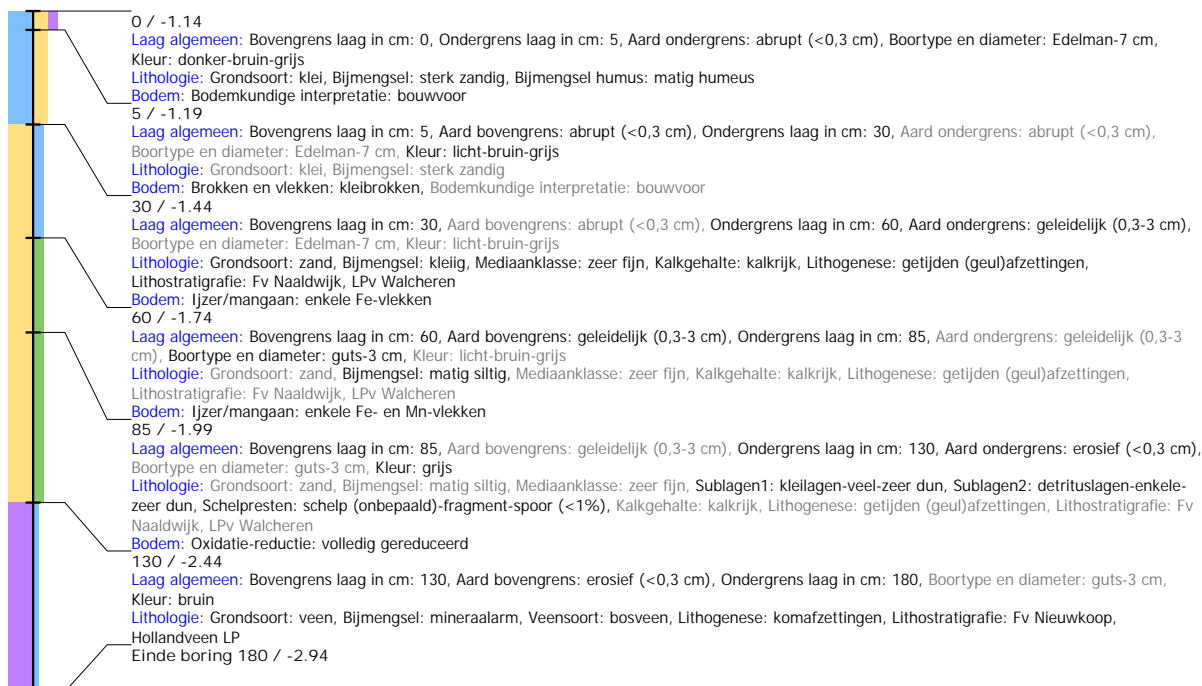 0 / -1.14
Laag algemeen: Bovengrens laag in cm: 0, Ondergrens laag in cm: 5, Aard ondergrens: abrupt (<0,3 cm), Boortype en diameter: Edelman-7 cm,
Kleur: donker-bruin-grijs
Lithologie: Grondsoort: klei, Bijmengsel: sterk zandig, Bijmengsel humus: matig humeus
Bodem: Bodemkundige interpretatie: bouwvoor
5 / -1.19
Laag algemeen: Bovengrens laag in cm: 5, Aard bovengrens: abrupt (<0,3 cm), Ondergrens laag in cm: 30, Aard ondergrens: abrupt (<0,3 cm),
Boortype en diameter: Edelman-7 cm, Kleur: licht-bruin-grijs
Lithologie: Grondsoort: klei, Bijmengsel: sterk zandig
Bodem: Brokken en vlekken: kleibrokken, Bodemkundige interpretatie: bouwvoor
30 / -1.44
Laag algemeen: Bovengrens laag in cm: 30, Aard bovengrens: abrupt (<0,3 cm), Ondergrens laag in cm: 60, Aard ondergrens: geleidelijk (0,3-3 cm),
Boortype en diameter: Edelman-7 cm, Kleur: licht-bruin-grijs
Lithologie: Grondsoort: zand, Bijmengsel: kleiig, Mediaanklasse: zeer fijn, Kalkgehalte: kalkrijk, Lithogenese: getijden (geul)afzettingen,
Lithostratigrafie: Fv Naaldwijk, LPv Walcheren
Bodem: Ijzer/mangaan: enkele Fe-vlekken
60 / -1.74
Laag algemeen: Bovengrens laag in cm: 60, Aard bovengrens: geleidelijk (0,3-3 cm), Ondergrens laag in cm: 85, Aard ondergrens: geleidelijk (0,3-3
cm), Boortype en diameter: guts-3 cm, Kleur: licht-bruin-grijs
Lithologie: Grondsoort: zand, Bijmengsel: matig siltig, Mediaanklasse: zeer fijn, Kalkgehalte: kalkrijk, Lithogenese: getijden (geul)afzettingen,
Lithostratigrafie: Fv Naaldwijk, LPv Walcheren
Bodem: Ijzer/mangaan: enkele Fe- en Mn-vlekken
85 / -1.99
Laag algemeen: Bovengrens laag in cm: 85, Aard bovengrens: geleidelijk (0,3-3 cm), Ondergrens laag in cm: 130, Aard ondergrens: erosief (<0,3 cm),
Boortype en diameter: guts-3 cm, Kleur: grijs
Lithologie: Grondsoort: zand, Bijmengsel: matig siltig, Mediaanklasse: zeer fijn, Sublagen1: kleilagen-veel-zeer dun, Sublagen2: detrituslagen-enkele-
zeer dun, Schelpresten: schelp (onbepaald)-fragment-spoor (<1%), Kalkgehalte: kalkrijk, Lithogenese: getijden (geul)afzettingen, Lithostratigrafie: Fv
Naaldwijk, LPv Walcheren
Bodem: Oxidatie-reductie: volledig gereduceerd
130 / -2.44
Laag algemeen: Bovengrens laag in cm: 130, Aard bovengrens: erosief (<0,3 cm), Ondergrens laag in cm: 180, Boortype en diameter: guts-3 cm,
Kleur: bruin
Lithologie: Grondsoort: veen, Bijmengsel: mineraalarm, Veensoort: bosveen, Lithogenese: komafzettingen, Lithostratigrafie: Fv Nieuwkoop,
Hollandveen LP
Einde boring 180 / -2.94